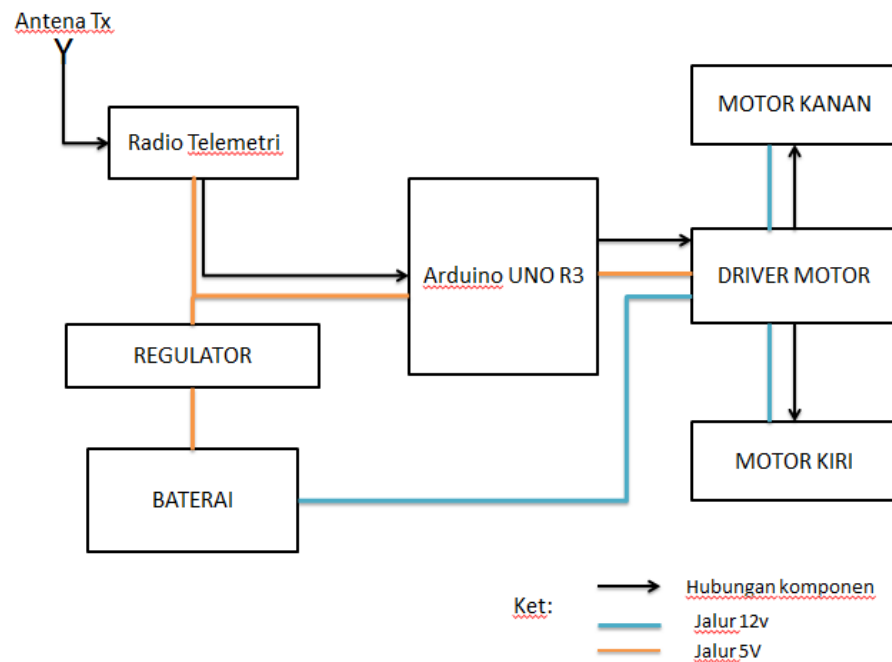 Antena Tx
Radio Telemetri
MOTOR KANAN
Arduino UNO R3
DRIVER MOTOR
REGULATOR
MOTOR KIRI
BATERAI
Ket:
Hubungan komponen
Jalur 12v
Jalur 5V